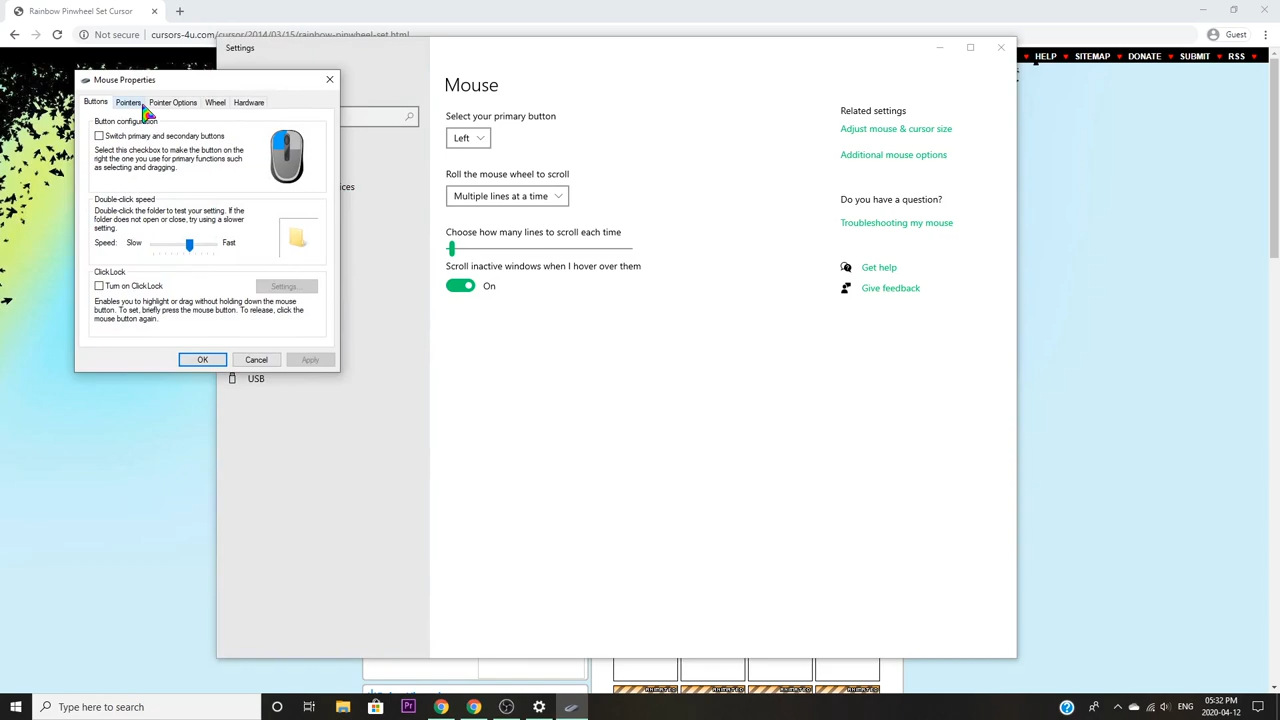 Rainbow Pinwheel Set Cursor
Not secure
cursors-4u.com/cursor/2014/03/15/rainbow-pinwheel-set.html
Guest
HELP
SITEMAP
DONATE
SUBMIT
RSS
Settings
Mouse Properties
Buttons
Pointers
Pointer Options
Wheel
Hardware
Button configuration
Switch primary and secondary buttons
Select this checkbox to make the button on
the right the one you use for primary functions such
as selecting and dragging.
Double-click speed
Double-click the folder to test your setting. If the
folder does not open or close, try using a slower
setting.
Speed:
Slow
Fast
ClickLock
Turn on ClickLock
Settings...
Enables you to highlight or drag without holding down the mouse
button. To set, briefly press the mouse button. To release, click the
mouse button again.
OK
Cancel
Apply
USB
Mouse
Select your primary button
Left
Roll the mouse wheel to scroll
Multiple lines at a time
Choose how many lines to scroll each time
Scroll inactive windows when I hover over them
On
Related settings
Adjust mouse & cursor size
Additional mouse options
Do you have a question?
Troubleshooting my mouse
Get help
Give feedback
ANIMATED
ANIMATED
ANIMATED
ANIMATED
Type here to search
Pr
ENG
05:32 PM
2020-04-12